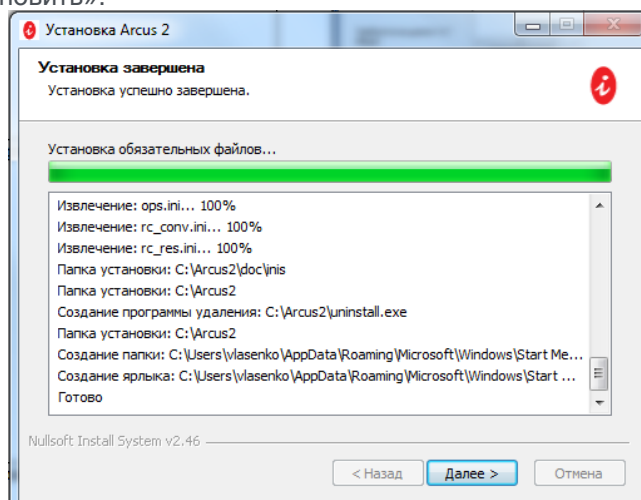 новить».
Установка Arcus 2
Установка завершена
Установка успешно завершена.
Установка обязательных файлов...
Извлечение: ops.ini... 100%
Извлечение: rc_conv.ini... 100%
Извлечение: rc_res.ini... 100%
Папка установки: C:\Arcus2\doc\inis
Папка установки: C:\Arcus2
Создание программы удаления: C:\Arcus2\uninstall.exe
Папка установки: C:\Arcus2
Создание папки: C:\Users\vlasenko\AppData\Roaming\Microsoft\Windows\Start Me...
Создание ярлыка: C:\Users\vlasenko\AppData\Roaming\Microsoft\Windows\Start ...
Готово
Nullsoft Install System v2.46
< Назад Далее > Отмена